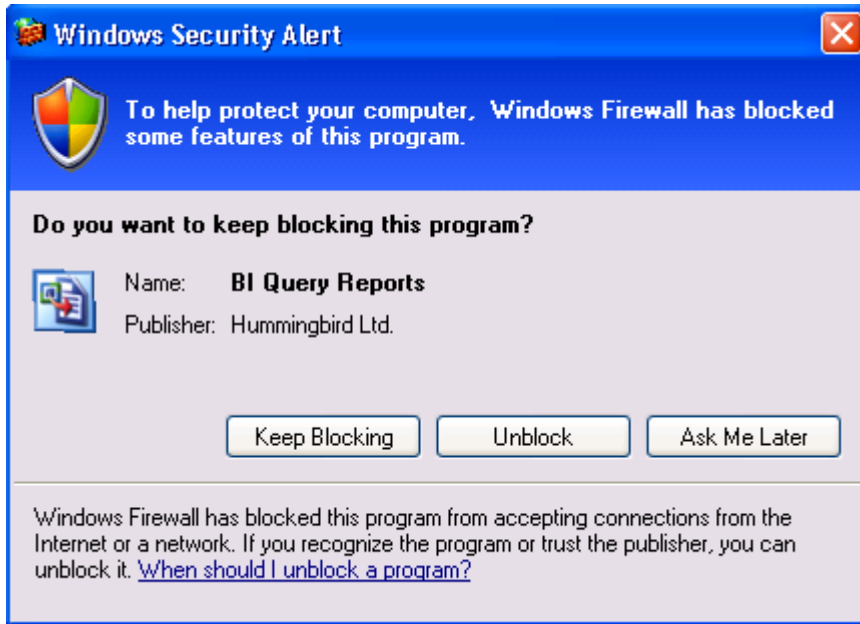 Windows Security Alert
To help protect your computer, Windows Firewall has blocked
some features of this program.
Do you want to keep blocking this program?
Name: BI Query Reports
Publisher: Hummingbird Ltd.
Keep Blocking Unblock Ask Me Later
Windows Firewall has blocked this program from accepting connections from the
Internet or a network. If you recognize the program or trust the publisher, you can
unblock it. When should I unblock a program?